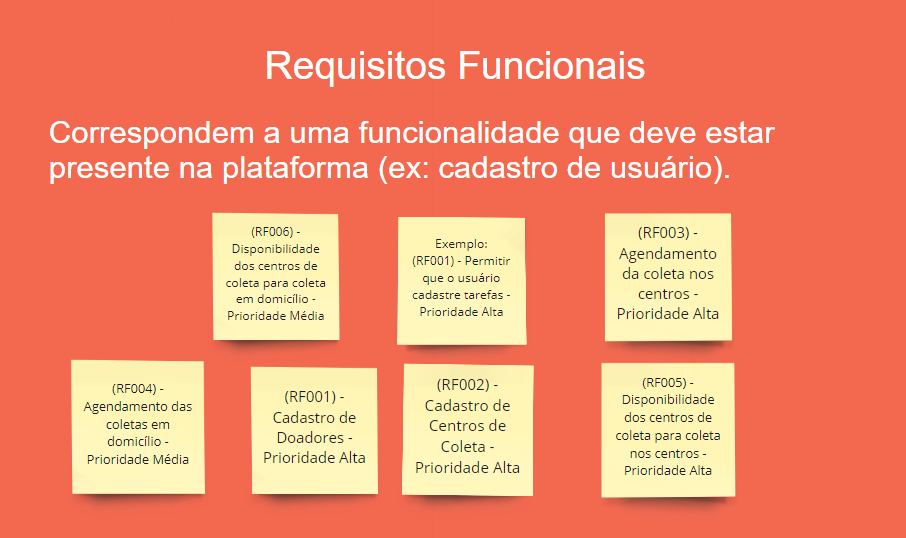 Requisitos Funcionais
Correspondem a uma funcionalidade que deve estar
presente na plataforma (ex: cadastro de usuário).
(RF006) -
Disponibilidade
dos centros de
coleta para coleta
em domicílio -
Prioridade Média
Exemplo:
(RF001) - Permitir
que o usuário
cadastre tarefas -
Prioridade Alta
(RF003) -
Agendamento
da coleta nos
centros -
Prioridade Alta
(RF004) -
Agendamento das
coletas em
domicílio -
Prioridade Média
(RF001) -
Cadastro de
Doadores -
Prioridade Alta
(RF002) -
Cadastro de
Centros de
Coleta -
Prioridade Alta
(RF005) -
Disponibilidade
dos centros de
coleta para coleta
nos centros -
Prioridade Alta